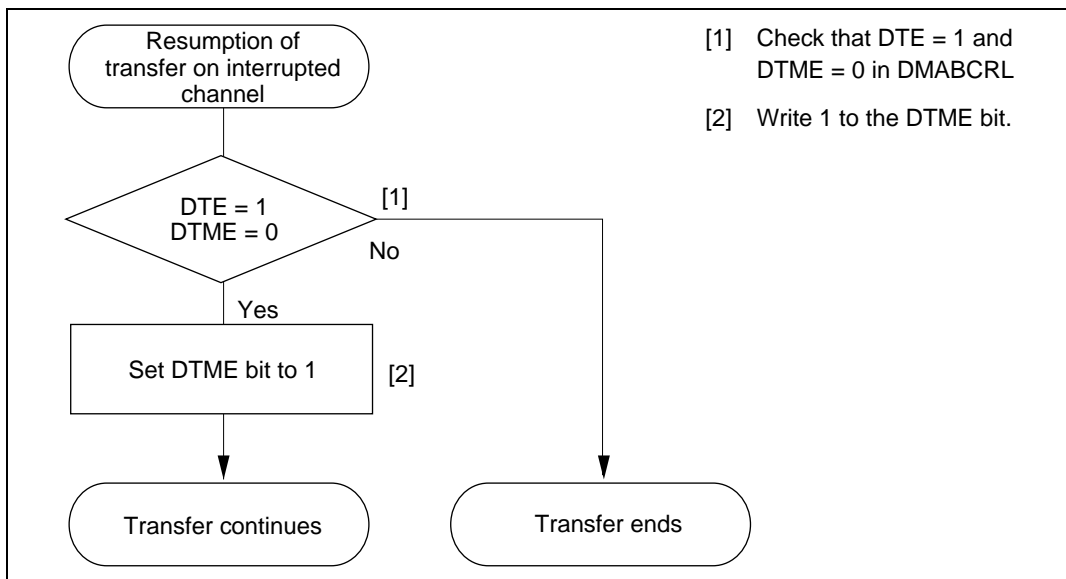 Resumption of
transfer on interrupted
channel
[1] Check that DTE = 1 and
DTME = 0 in DMABCRL
[2] Write 1 to the DTME bit.
DTE = 1
DTME = 0
[1]
No
Yes
Set DTME bit to 1
[2]
Transfer continues
Transfer ends